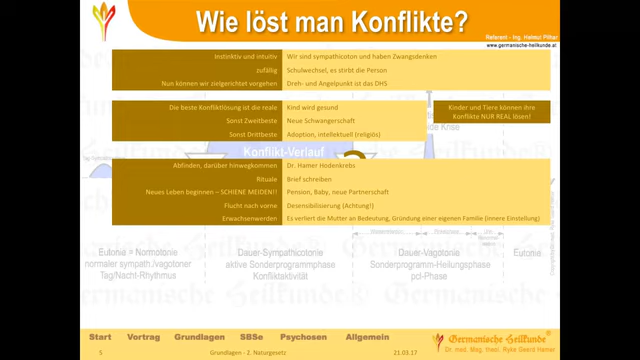 Wie löst man Konflikte?
Referent - Ing. Helmut Pilhar
www.germanische-heilkunde.at
Instinktiv und intuitiv Wir sind sympathicoton und haben Zwangsdenken
zufällig Schulwechsel, es stirbt die Person
Nun können wir zielgerichtet vorgehen Dreh- und Angelpunkt ist das DHS
Die beste Konfliktlösung ist die reale Kind wird gesund
Sonst Zweitbeste Neue Schwangerschaft
Sonst Drittbeste Adoption, intellektuell (religiös)
Kinder und Tiere können ihre
Konflikte NUR REAL lösen!
de Krise
Konflikt-Verlauf
Abfinden, darüber hinwegkommen Dr. Hamer Hodenkrebs
Rituale Brief schreiben
Neues Leben beginnen – SCHIENE MEIDEN!! Pension, Baby, neue Partnerschaft
Flucht nach vorne Desensibilisierung (Achtung!)
Erwachsenwerden Es verliert die Mutter an Bedeutung, Gründung einer eigenen Familie (innere Einstellung)
Eutonie = Normotonie
normaler sympath./vagotoner
Tag/Nacht-Rhythmus
Dauer-Sympathicotonie
aktive Sonderprogrammphase
Konfliktaktivität
Dauer-Vagotonie
Sonderprogramm-Heilungsphase
pcl-Phase
Eutonie
Start Vortrag Grundlagen SBSe Psychosen Allgemein
Germanische Heilkunde
Dr. med. Mag. theol. Ryke Geerd Hamer
5 Grundlagen - 2. Naturgesetz 21.03.17